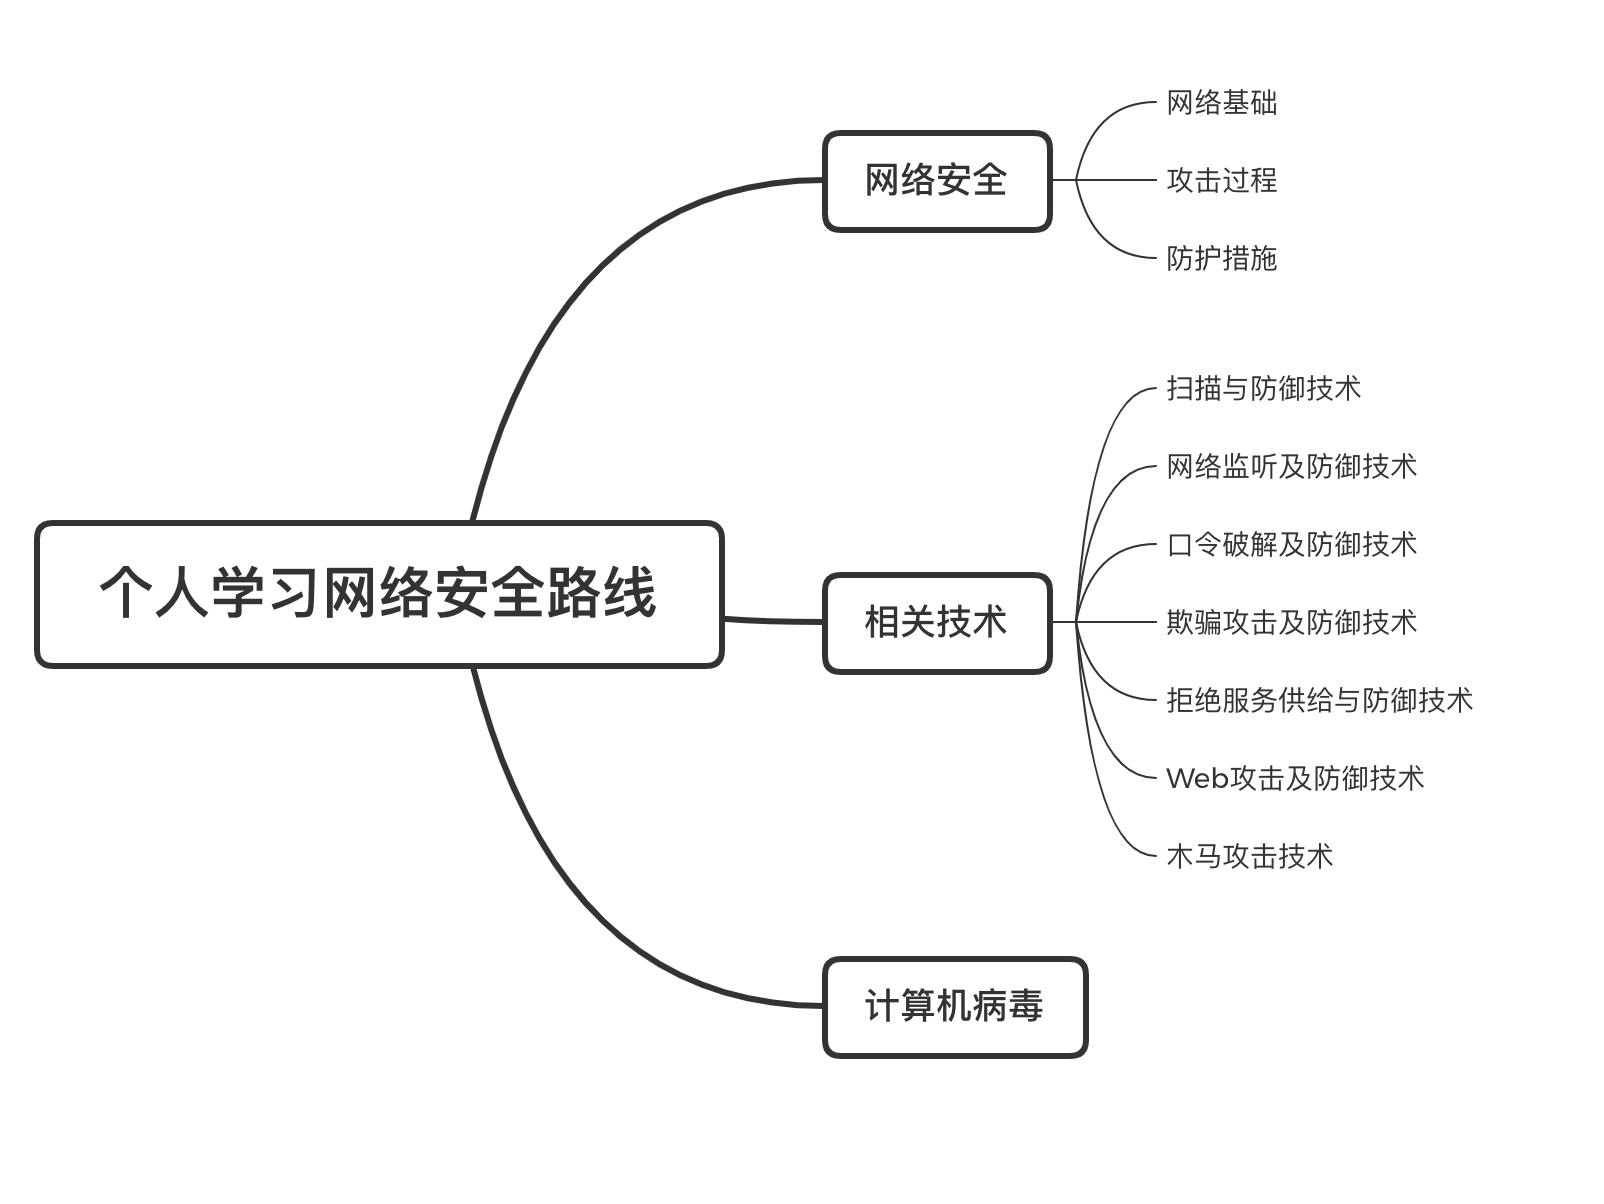 网络基础
网络安全
攻击过程
防护措施
扫描与防御技术
网络监听及防御技术
口令破解及防御技术
个人学习网络安全路线
相关技术
欺骗攻击及防御技术
拒绝服务供给与防御技术
Web攻击及防御技术
木马攻击技术
计算机病毒